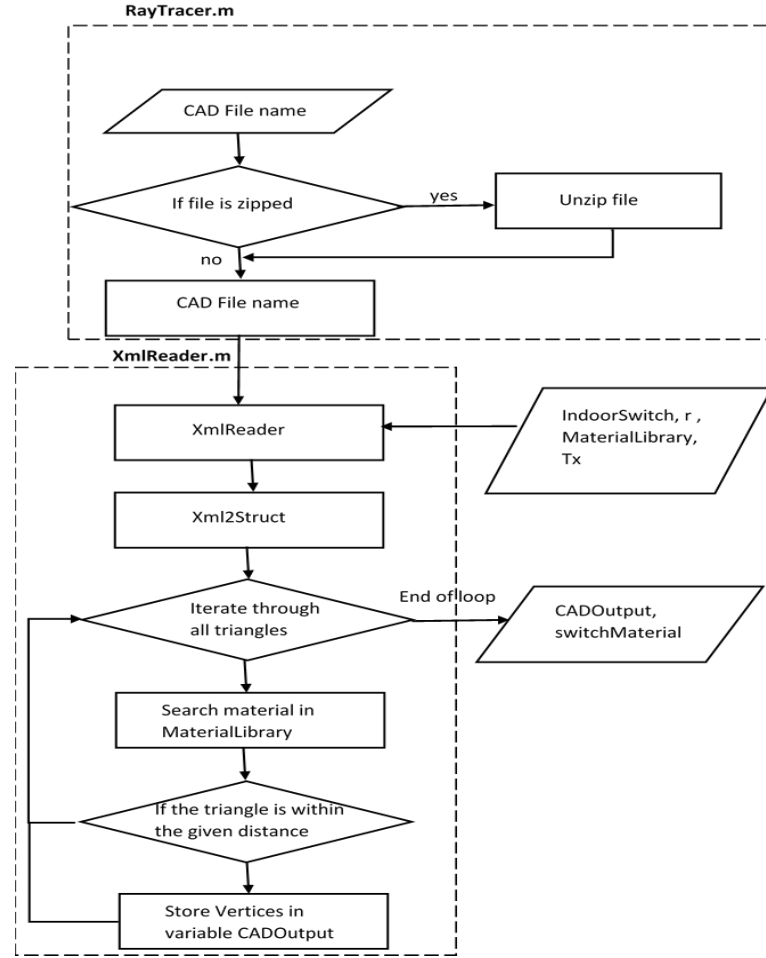 RayTracer.m
CAD File name
If file is zipped
yes
Unzip file
no
CAD File name
XmlReader.m
XmlReader
IndoorSwitch, r ,
MaterialLibrary,
Tx
Xml2Struct
Iterate through
all triangles
End of loop
CADOutput,
switchMaterial
Search material in
MaterialLibrary
If the triangle is within
the given distance
Store Vertices in
variable CADOutput